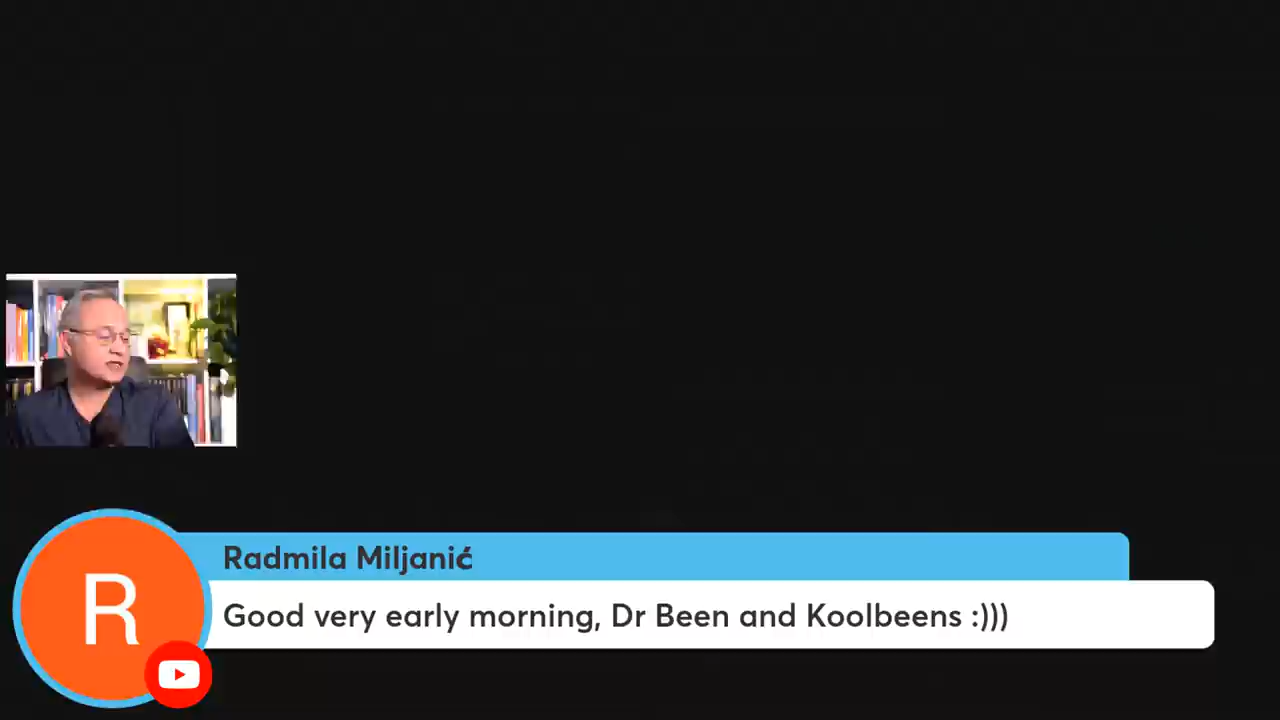 R
Radmila Miljanić
Good very early morning, Dr Been and Koolbeens :)))